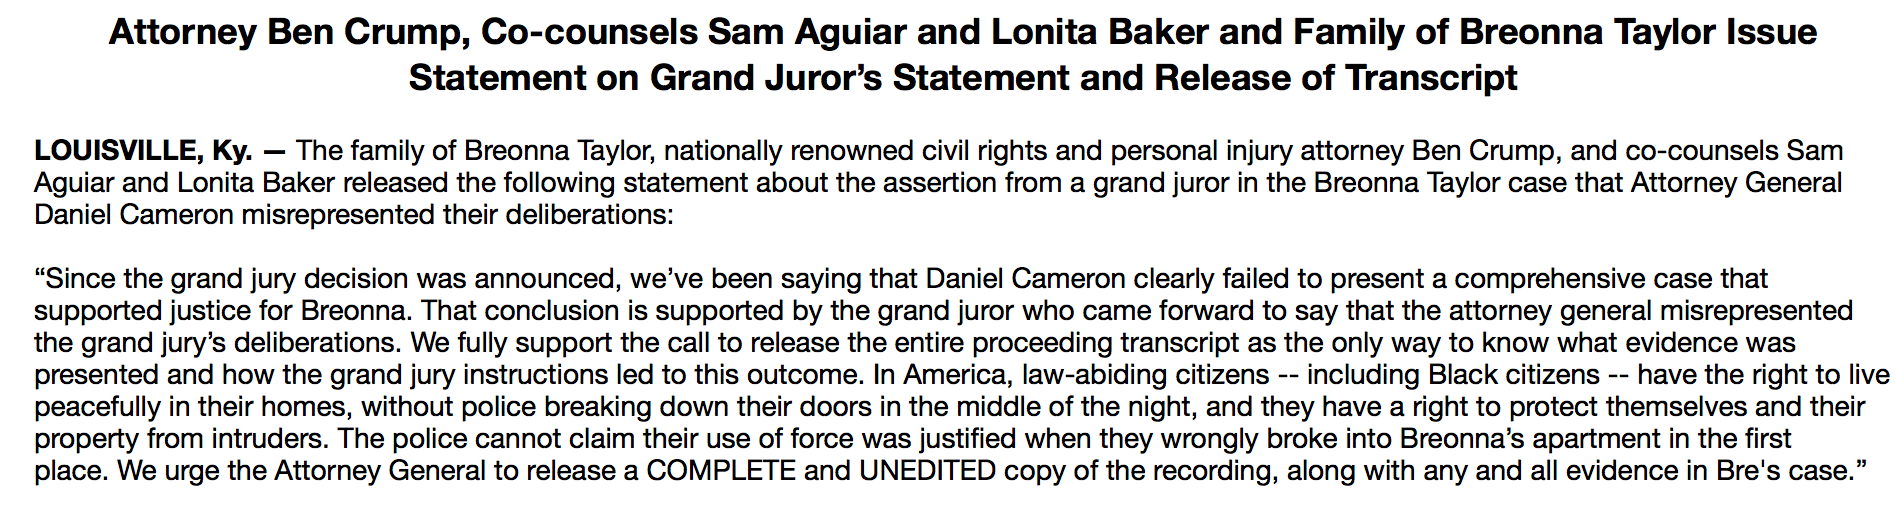 Attorney Ben Crump, Co-counsels Sam Aguiar and Lonita Baker and Family of Breonna Taylor Issue
Statement on Grand Juror’s Statement and Release of Transcript
LOUISVILLE, Ky. — The family of Breonna Taylor, nationally renowned civil rights and personal injury attorney Ben Crump, and co-counsels Sam
Aguiar and Lonita Baker released the following statement about the assertion from a grand juror in the Breonna Taylor case that Attorney General
Daniel Cameron misrepresented their deliberations:
“Since the grand jury decision was announced, we’ve been saying that Daniel Cameron clearly failed to present a comprehensive case that
supported justice for Breonna. That conclusion is supported by the grand juror who came forward to say that the attorney general misrepresented
the grand jury’s deliberations. We fully support the call to release the entire proceeding transcript as the only way to know what evidence was
presented and how the grand jury instructions led to this outcome. In America, law-abiding citizens -- including Black citizens -- have the right to live
peacefully in their homes, without police breaking down their doors in the middle of the night, and they have a right to protect themselves and their
property from intruders. The police cannot claim their use of force was justified when they wrongly broke into Breonna’s apartment in the first
place. We urge the Attorney General to release a COMPLETE and UNEDITED copy of the recording, along with any and all evidence in Bre's case.”